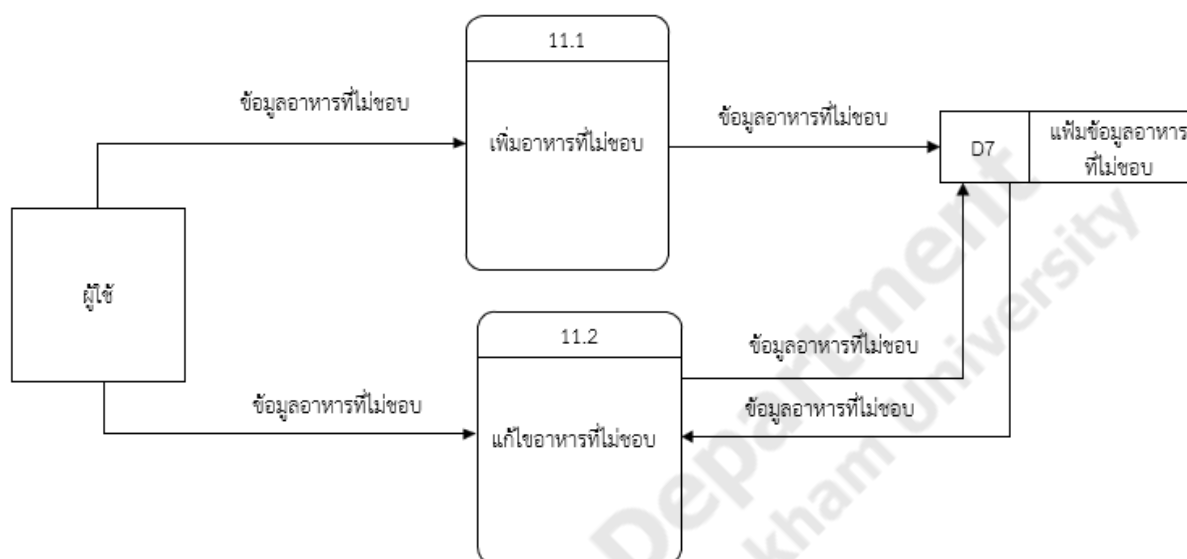 11.1
ข้อมูลอาหารที่ไม่ชอบ
เพิ่มอาหารที่ไม่ชอบ
ข้อมูลอาหารที่ไม่ชอบ
D7
แฟ้มข้อมูลอาหาร
ที่ไม่ชอบ
ผู้ใช้
11.2
ข้อมูลอาหารที่ไม่ชอบ
แก้ไขอาหารที่ไม่ชอบ
ข้อมูลอาหารที่ไม่ชอบ
ข้อมูลอาหารที่ไม่ชอบ
Department
University